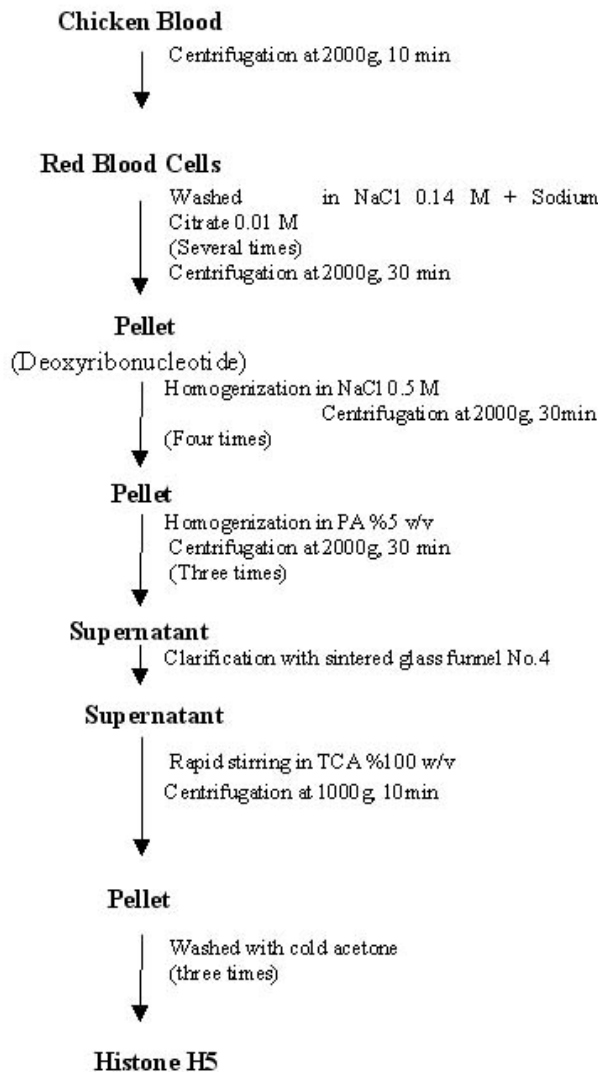 Chicken Blood
Centrifugation at 2000g, 10 min
Red Blood Cells
Washed in NaCl 0.14 M + Sodium
Citrate 0.01 M
(Several times)
Centrifugation at 2000g, 30 min
Pellet
(Deoxyribonucleotide)
Homogenization in NaCl 0.5 M
Centrifugation at 2000g, 30min
(Four times)
Pellet
Homogenization in PA %5 v/v
Centrifugation at 2000g, 30 min
(Three times)
Supernatant
Clarification with sintered glass funnel No.4
Supernatant
Rapid stirring in TCA %100 w/v
Centrifugation at 1000g, 10min
Pellet
Washed with cold acetone
(three times)
Histone H5